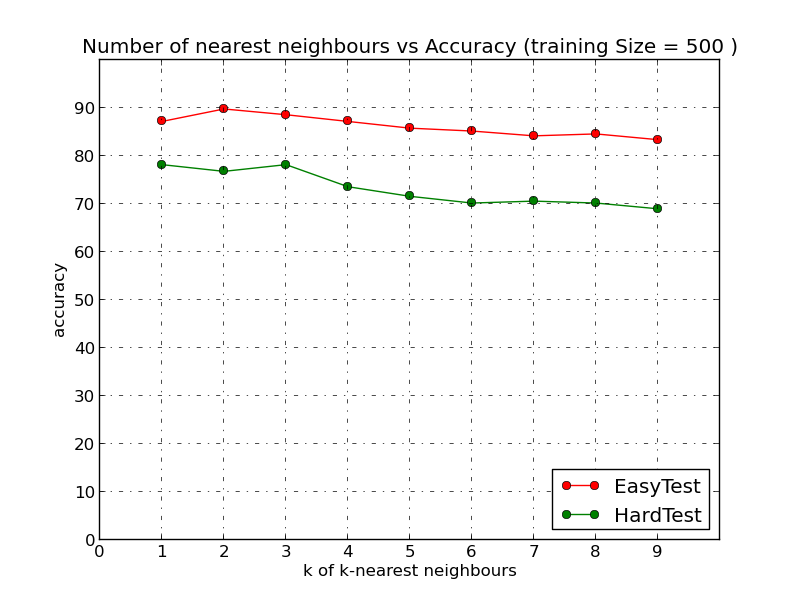 Number of nearest neighbours vs Accuracy (training Size = 500 )
90
80
70
60
50
40
30
20
10
0
accuracy
0 1 2 3 4 5 6 7 8 9
k of k-nearest neighbours
EasyTest
HardTest